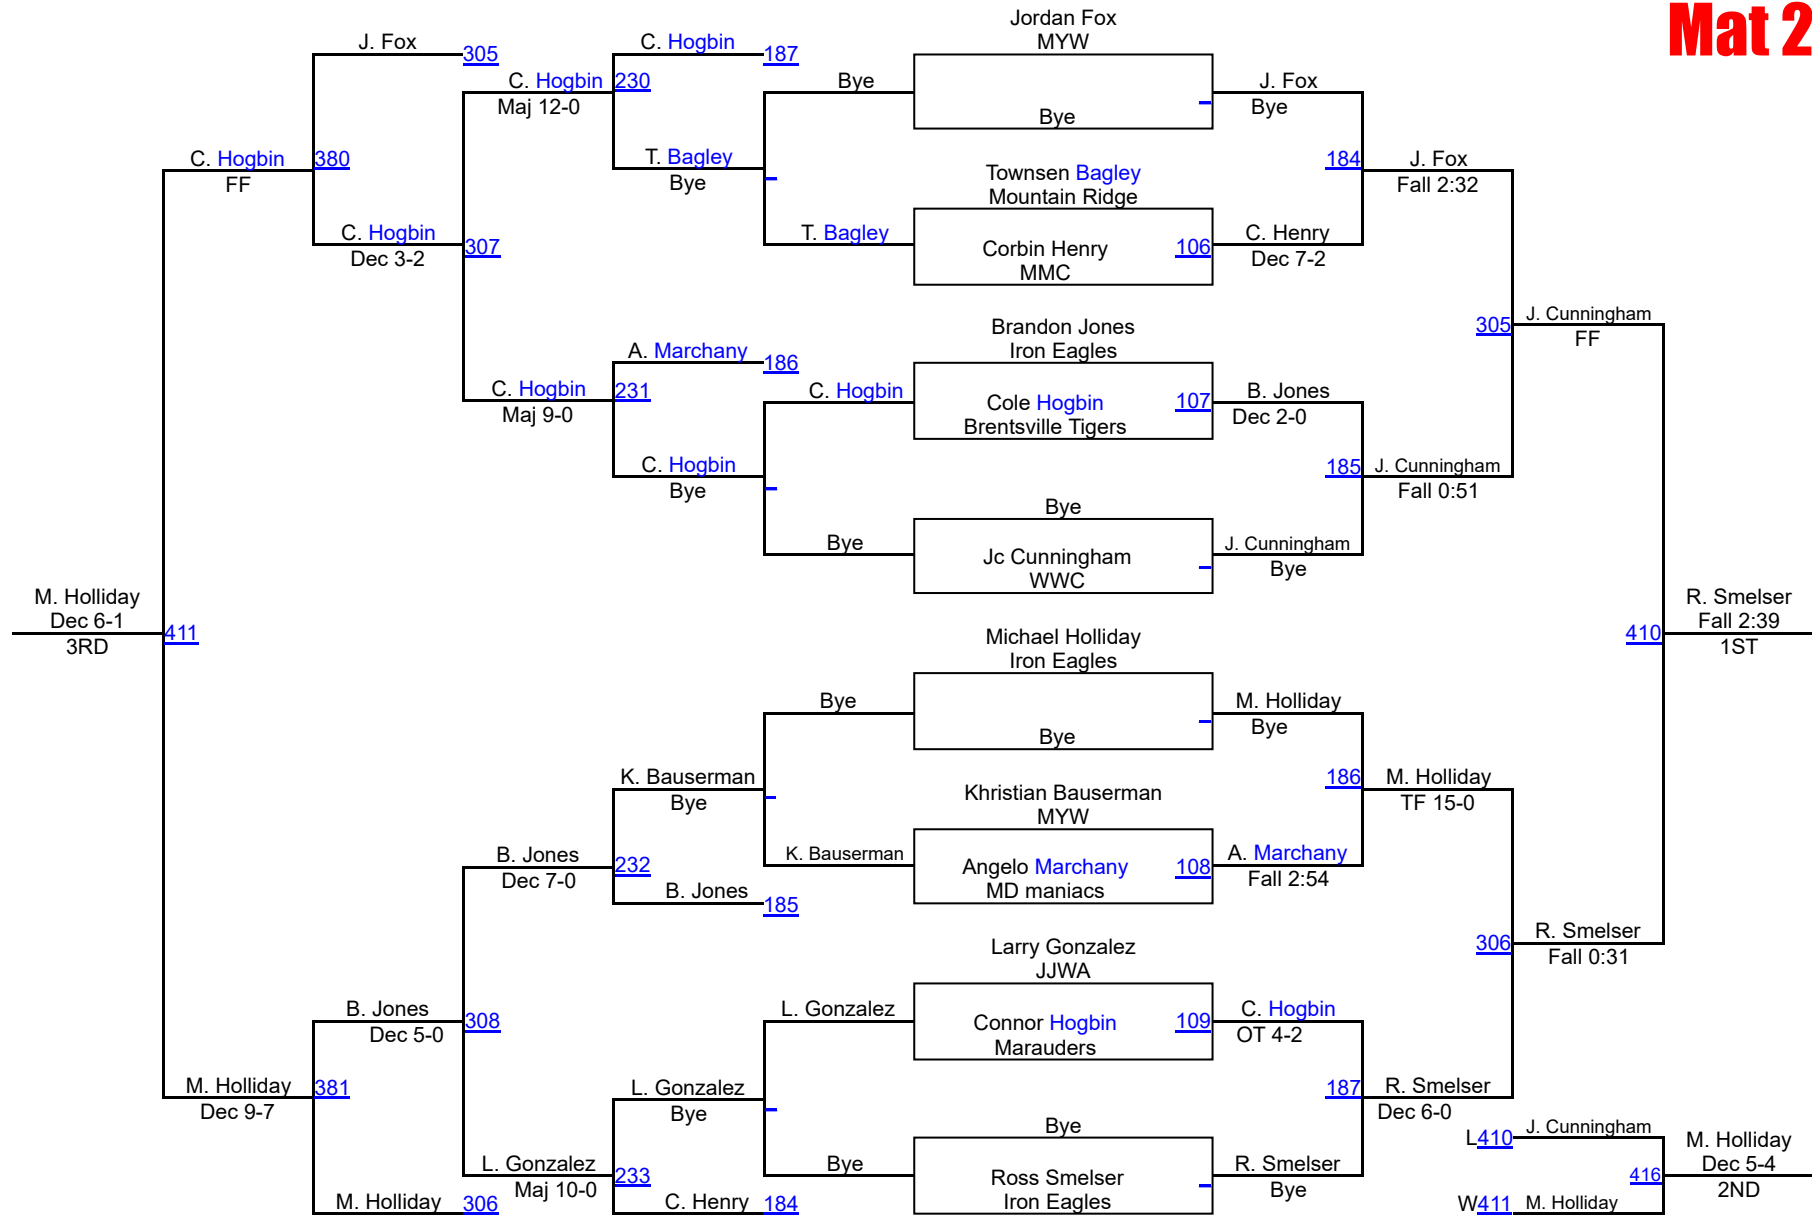 Mat 2
Jordan Fox
MYW
J. Fox
305
C. Hogbin
187
C. Hogbin
230
Maj 12-0
Bye
Bye
J. Fox
Bye
C. Hogbin
380
FF
T. Bagley
Bye
Townsen Bagley
Mountain Ridge
184
J. Fox
Fall 2:32
C. Hogbin
307
Dec 3-2
T. Bagley
Corbin Henry
MMC
106
C. Henry
Dec 7-2
305
J. Cunningham
FF
Brandon Jones
Iron Eagles
A. Marchany
186
C. Hogbin
231
Maj 9-0
C. Hogbin
Cole Hogbin
Brentsville Tigers
107
B. Jones
Dec 2-0
C. Hogbin
Bye
185
J. Cunningham
Fall 0:51
Bye
Bye
Jc Cunningham
WWC
J. Cunningham
Bye
M. Holliday
Dec 6-1
3RD
411
410
R. Smelser
Fall 2:39
1ST
Michael Holliday
Iron Eagles
Bye
Bye
M. Holliday
Bye
K. Bauserman
Bye
Khristian Bauserman
MYW
186
M. Holliday
TF 15-0
B. Jones
232
Dec 7-0
K. Bauserman
Angelo Marchany
MD maniacs
108
A. Marchany
Fall 2:54
B. Jones
185
306
R. Smelser
Fall 0:31
Larry Gonzalez
JJWA
B. Jones
308
Dec 5-0
L. Gonzalez
Connor Hogbin
Marauders
109
C. Hogbin
OT 4-2
M. Holliday
381
Dec 9-7
L. Gonzalez
Bye
187
R. Smelser
Dec 6-0
Bye
L410
J. Cunningham
L. Gonzalez
233
Maj 10-0
Bye
Ross Smelser
Iron Eagles
R. Smelser
Bye
416
M. Holliday
Dec 5-4
2ND
M. Holliday
306
C. Henry
184
W411
M. Holliday